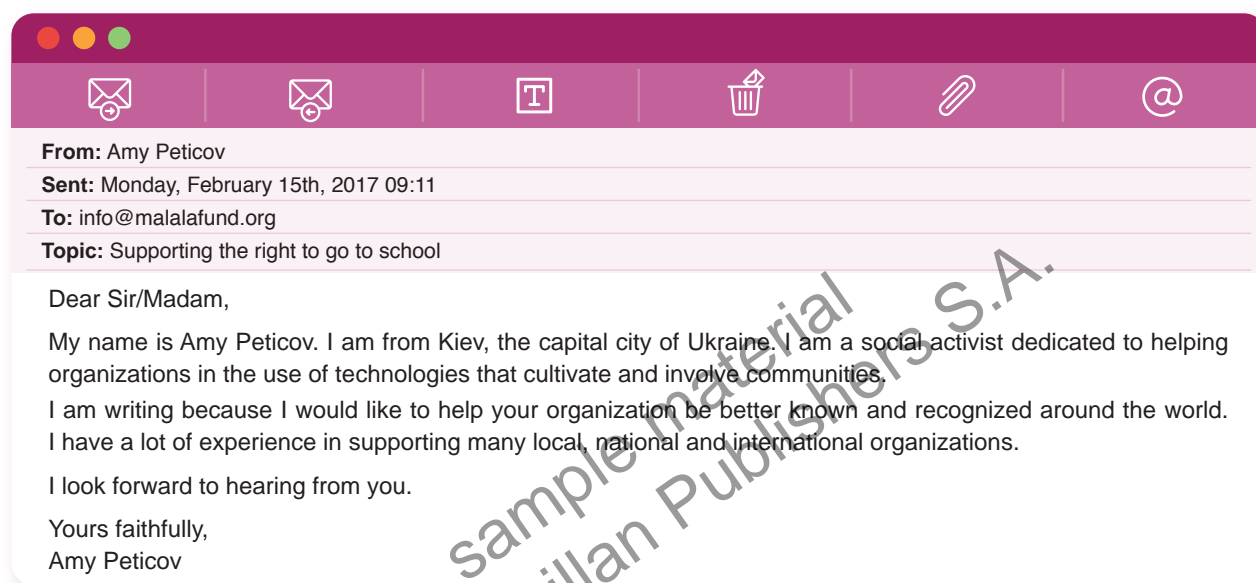 From: Amy Peticov
Sent: Monday, February 15th, 2017 09:11
To: info@malalafund.org
Topic: Supporting the right to go to school
Dear Sir/Madam,
My name is Amy Peticov. I am from Kiev, the capital city of Ukraine. I am a social activist dedicated to helping
organizations in the use of technologies that cultivate and involve communities.
I am writing because I would like to help your organization be better known and recognized around the world.
I have a lot of experience in supporting many local, national and international organizations.
I look forward to hearing from you.
Yours faithfully,
Amy Peticov
sample material
Publishers S.A.